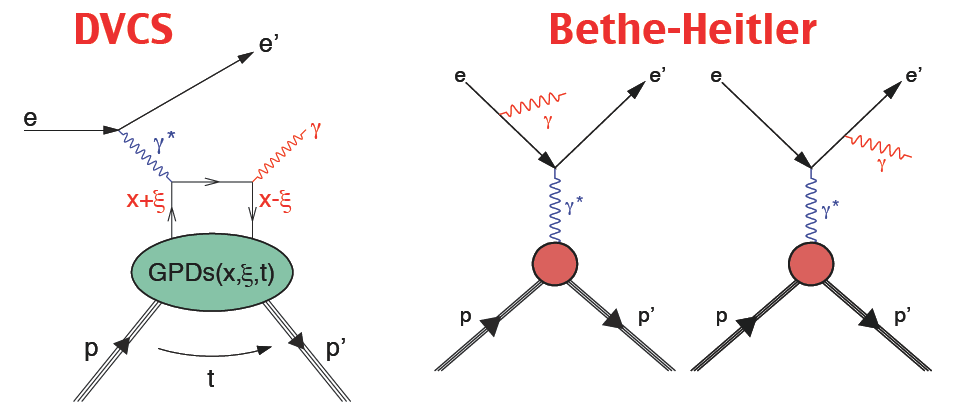 DVCS
Bethe-Heitler
e
e'
γ*
γ
x+ξ
x-ξ
GPDs(x,ξ,t)
p
p'
t
e
e'
γ
γ*
p
p'
e
e'
γ
γ*
p
p'